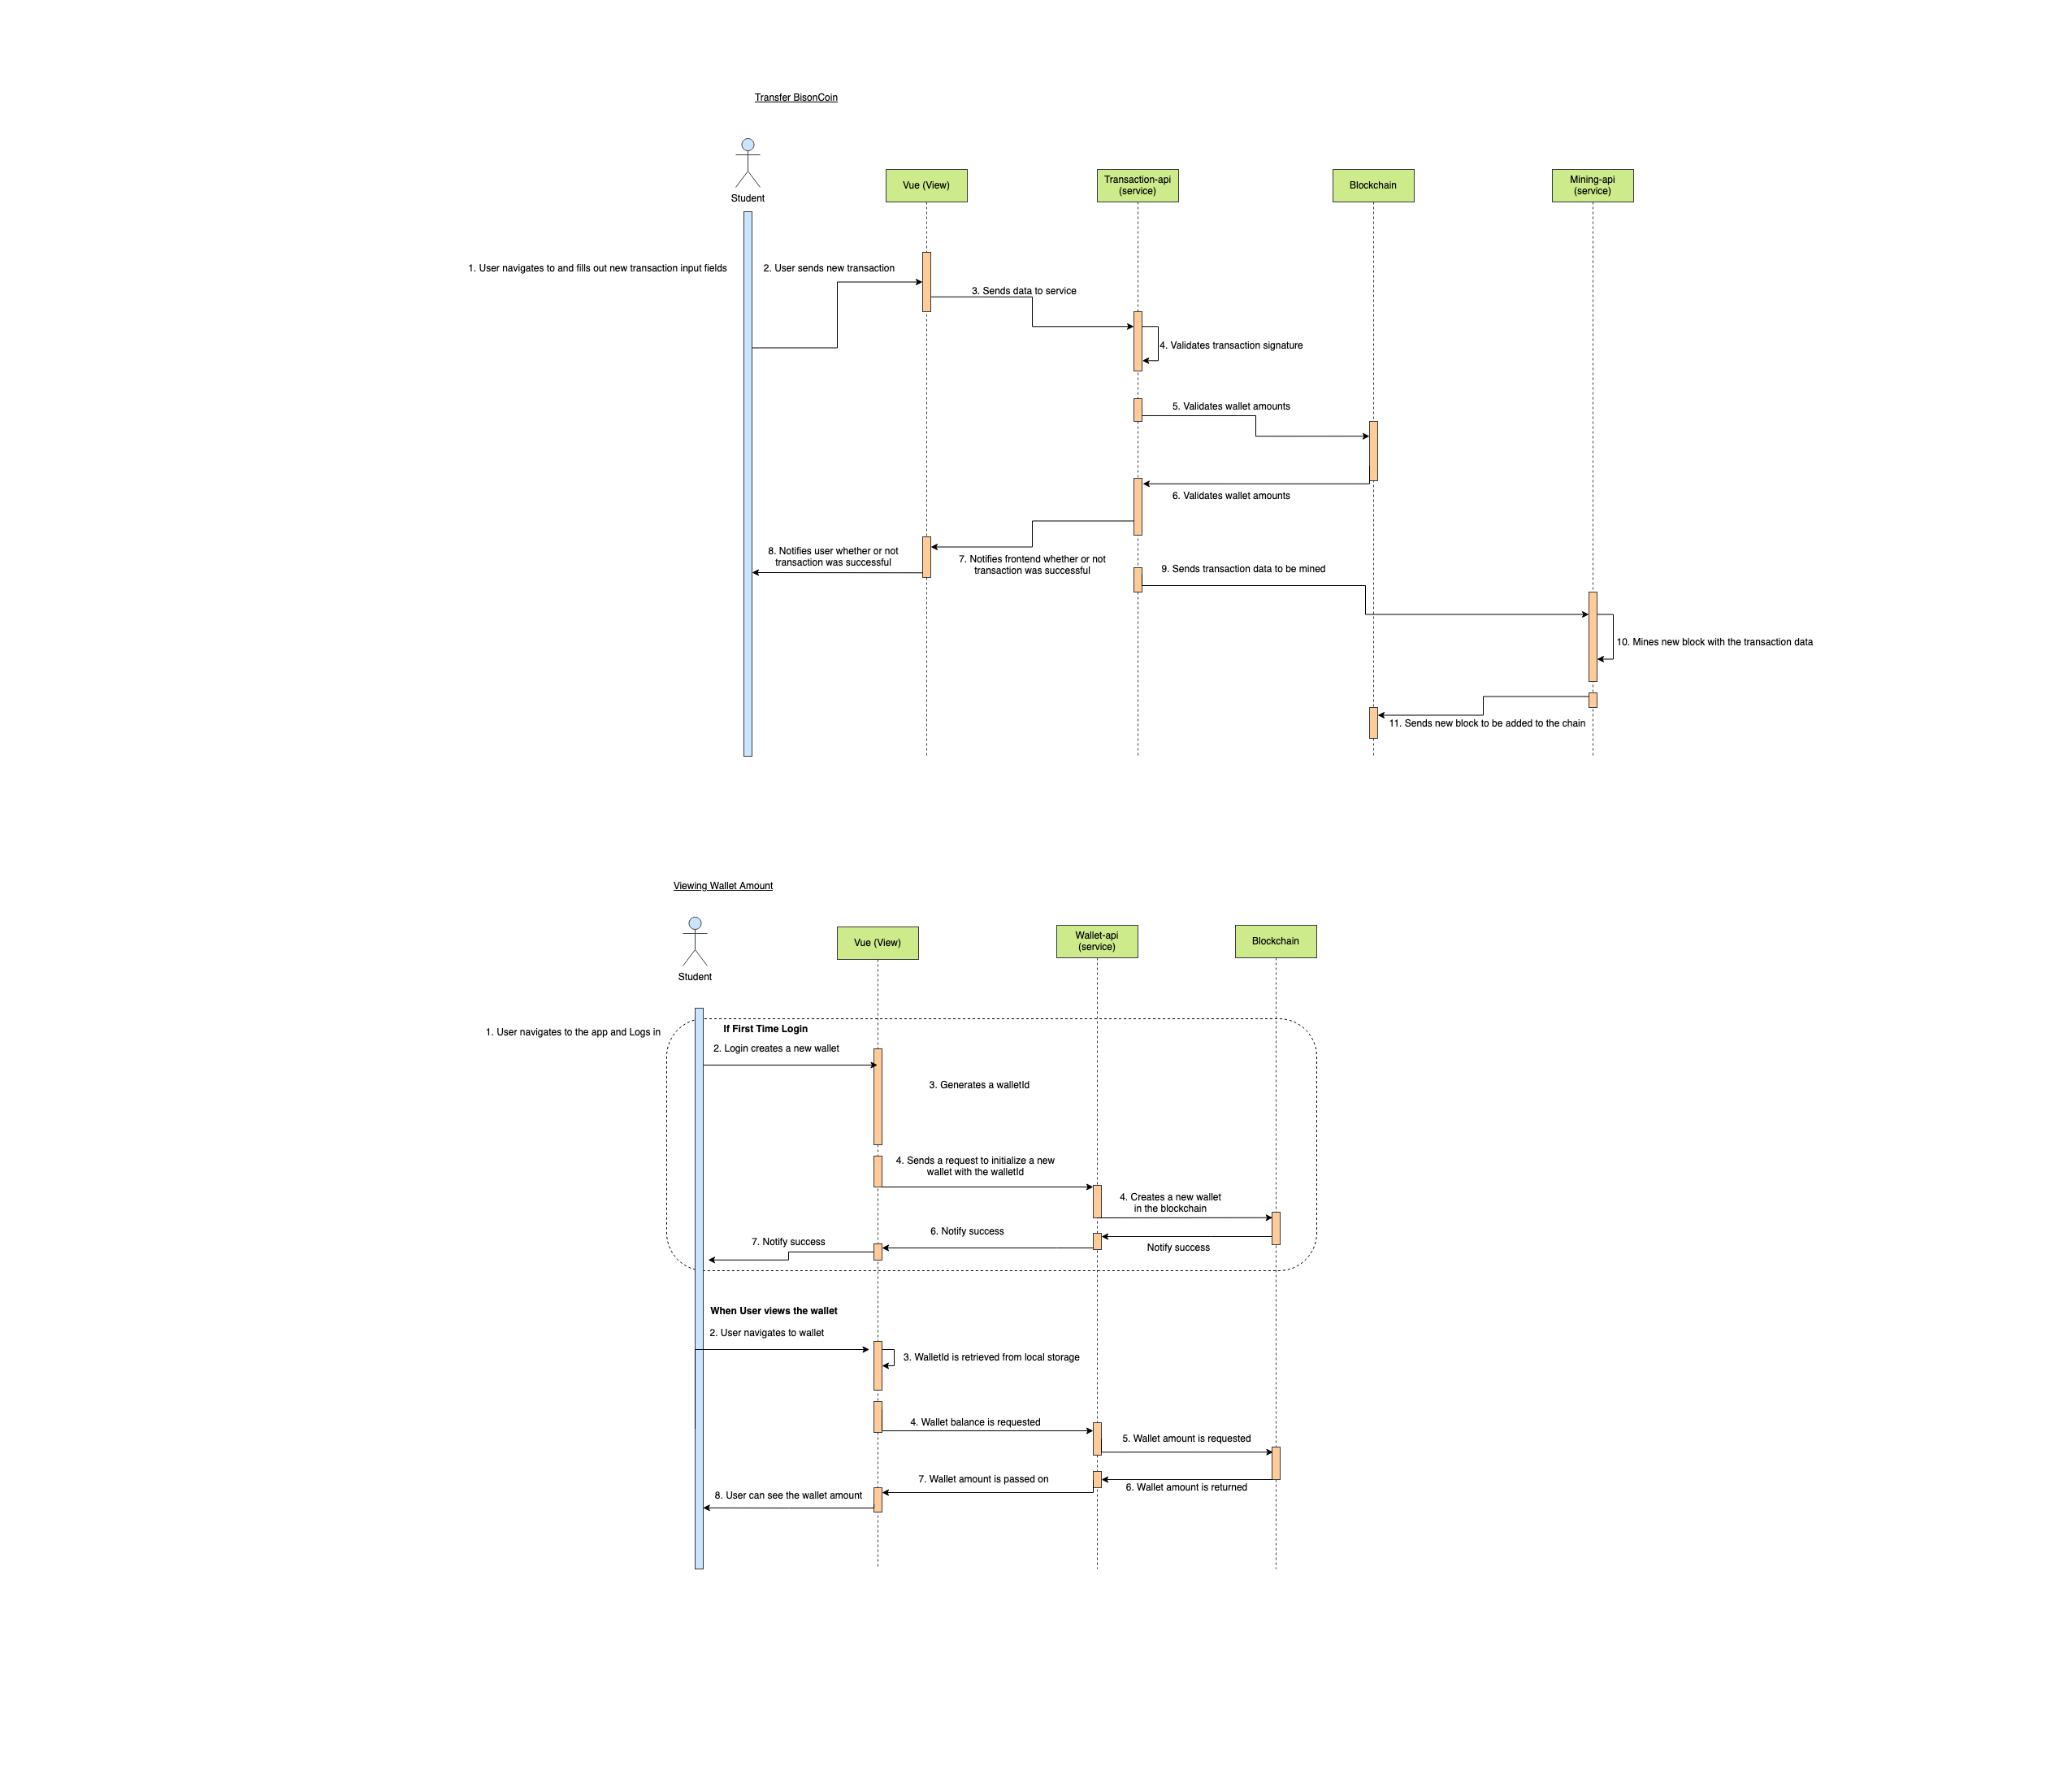 Transfer BisonCoin
Student
Vue (View)
Transaction-api
(service)
Blockchain
Mining-api
(service)
1. User navigates to and fills out new transaction input fields
2. User sends new transaction
3. Sends data to service
4. Validates transaction signature
5. Validates wallet amounts
6. Validates wallet amounts
7. Notifies frontend whether or not
transaction was successful
8. Notifies user whether or not
transaction was successful
9. Sends transaction data to be mined
10. Mines new block with the transaction data
11. Sends new block to be added to the chain
Viewing Wallet Amount
Student
Vue (View)
Wallet-api
(service)
Blockchain
1. User navigates to the app and Logs in
If First Time Login
2. Login creates a new wallet
3. Generates a walletId
4. Sends a request to initialize a new
wallet with the walletId
4. Creates a new wallet
in the blockchain
Notify success
6. Notify success
7. Notify success
When User views the wallet
2. User navigates to wallet
3. WalletId is retrieved from local storage
4. Wallet balance is requested
5. Wallet amount is requested
6. Wallet amount is returned
7. Wallet amount is passed on
8. User can see the wallet amount